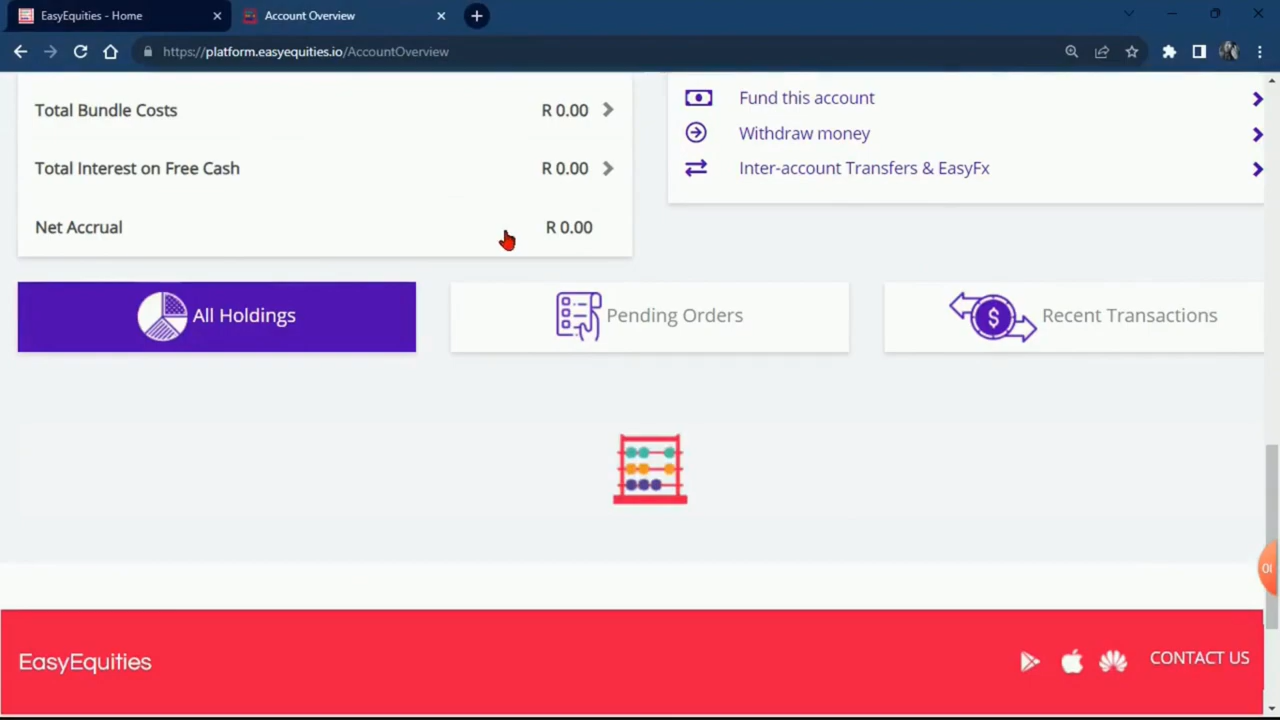 EasyEquities - Home
Account Overview
https://platform.easyequities.io/AccountOverview
Total Bundle Costs R 0.00
Total Interest on Free Cash R 0.00
Net Accrual R 0.00
Fund this account
Withdraw money
Inter-account Transfers & EasyFx
All Holdings
Pending Orders
$ Recent Transactions
EasyEquities
CONTACT US